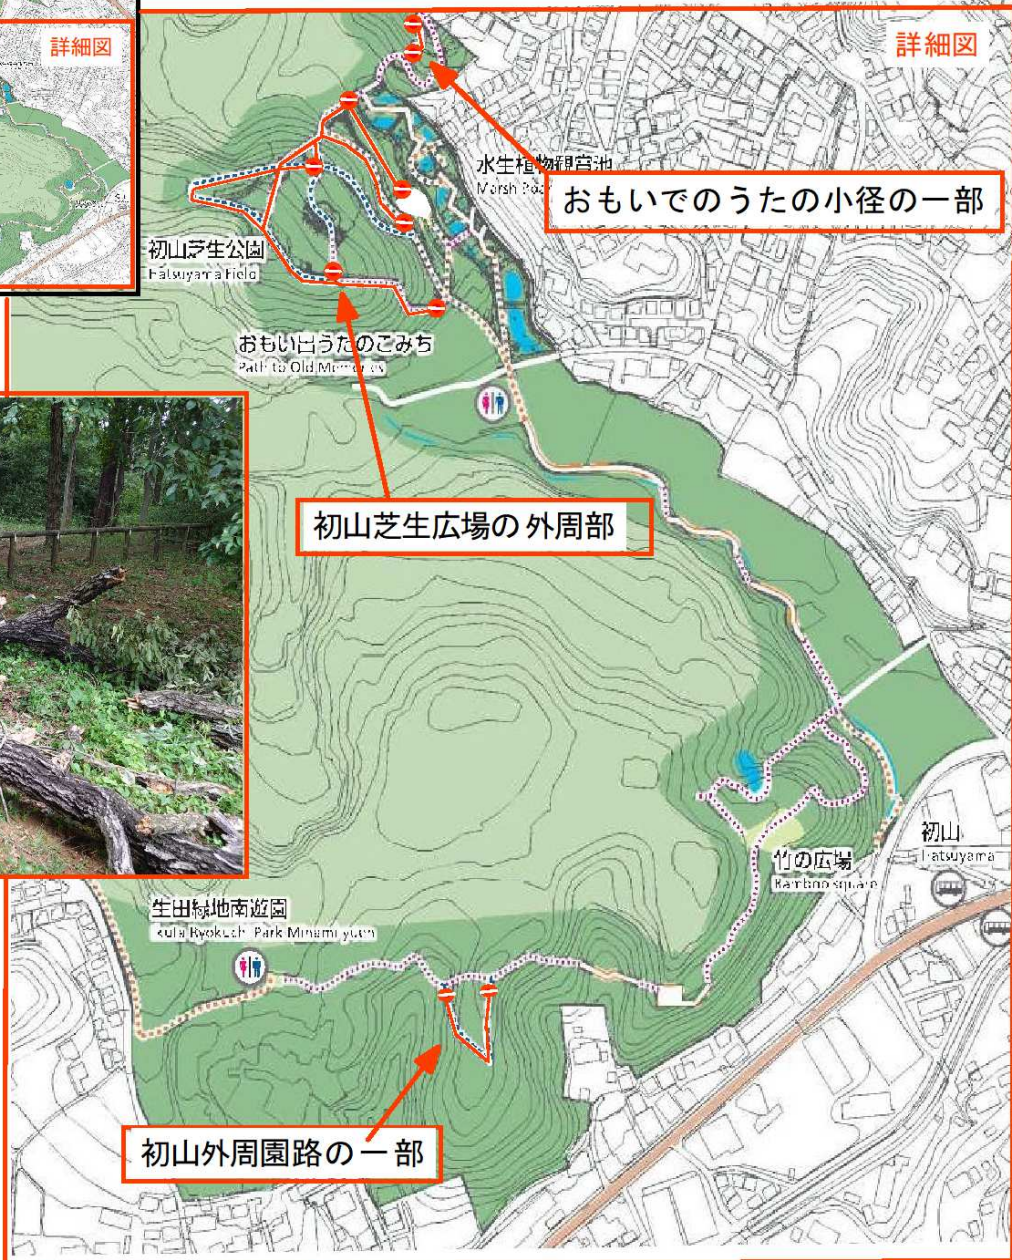 詳細図
詳細図
水生植物観賞池
おもいでのうたの小径の一部
初山芝生公園
Hatsuyama Field
おもい出うたのこみち
Path to Old Memories
初山芝生広場の外周部
初山
Hatsuyama
竹の広場
Bamboo square
生田緑地南遊園
Park Minami yuen
初山外周園路の一部